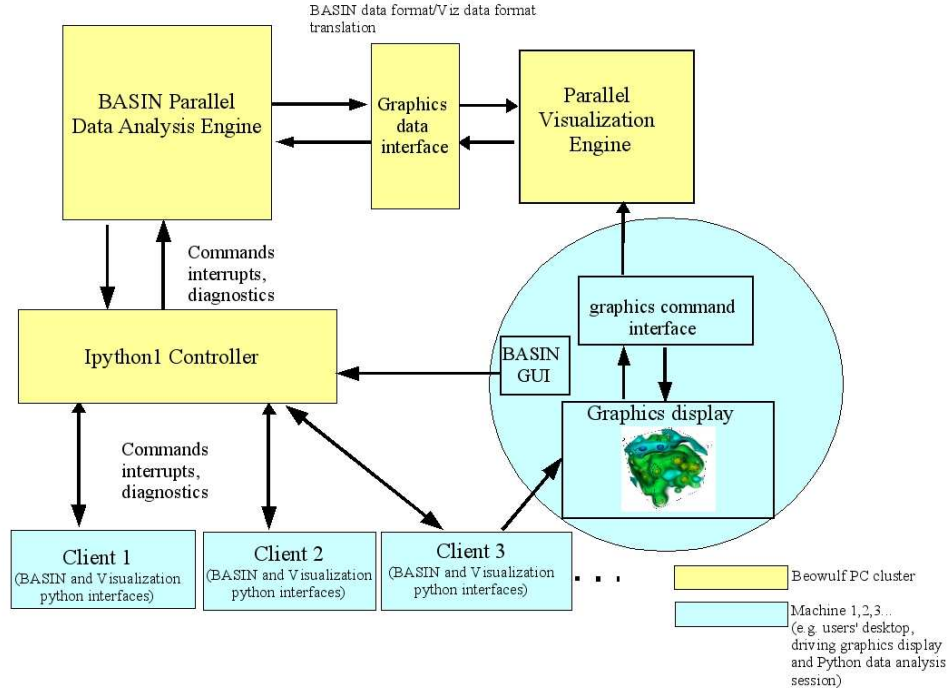 BASIN data format/Viz data format
translation
BASIN Parallel
Data Analysis Engine
Graphics
data
interface
Parallel
Visualization
Engine
Commands
interrupts,
diagnostics
graphics command
interface
Ipython1 Controller
BASIN
GUI
Graphics display
Commands
interrupts,
diagnostics
Client 1
(BASIN and Visualization
python interfaces)
Client 2
(BASIN and Visualization
python interfaces)
Client 3
(BASIN and Visualization
python interfaces)
. . .
Beowulf PC cluster
Machine 1,2,3...
(e.g. users' desktop,
driving graphics display
and Python data analysis
session)